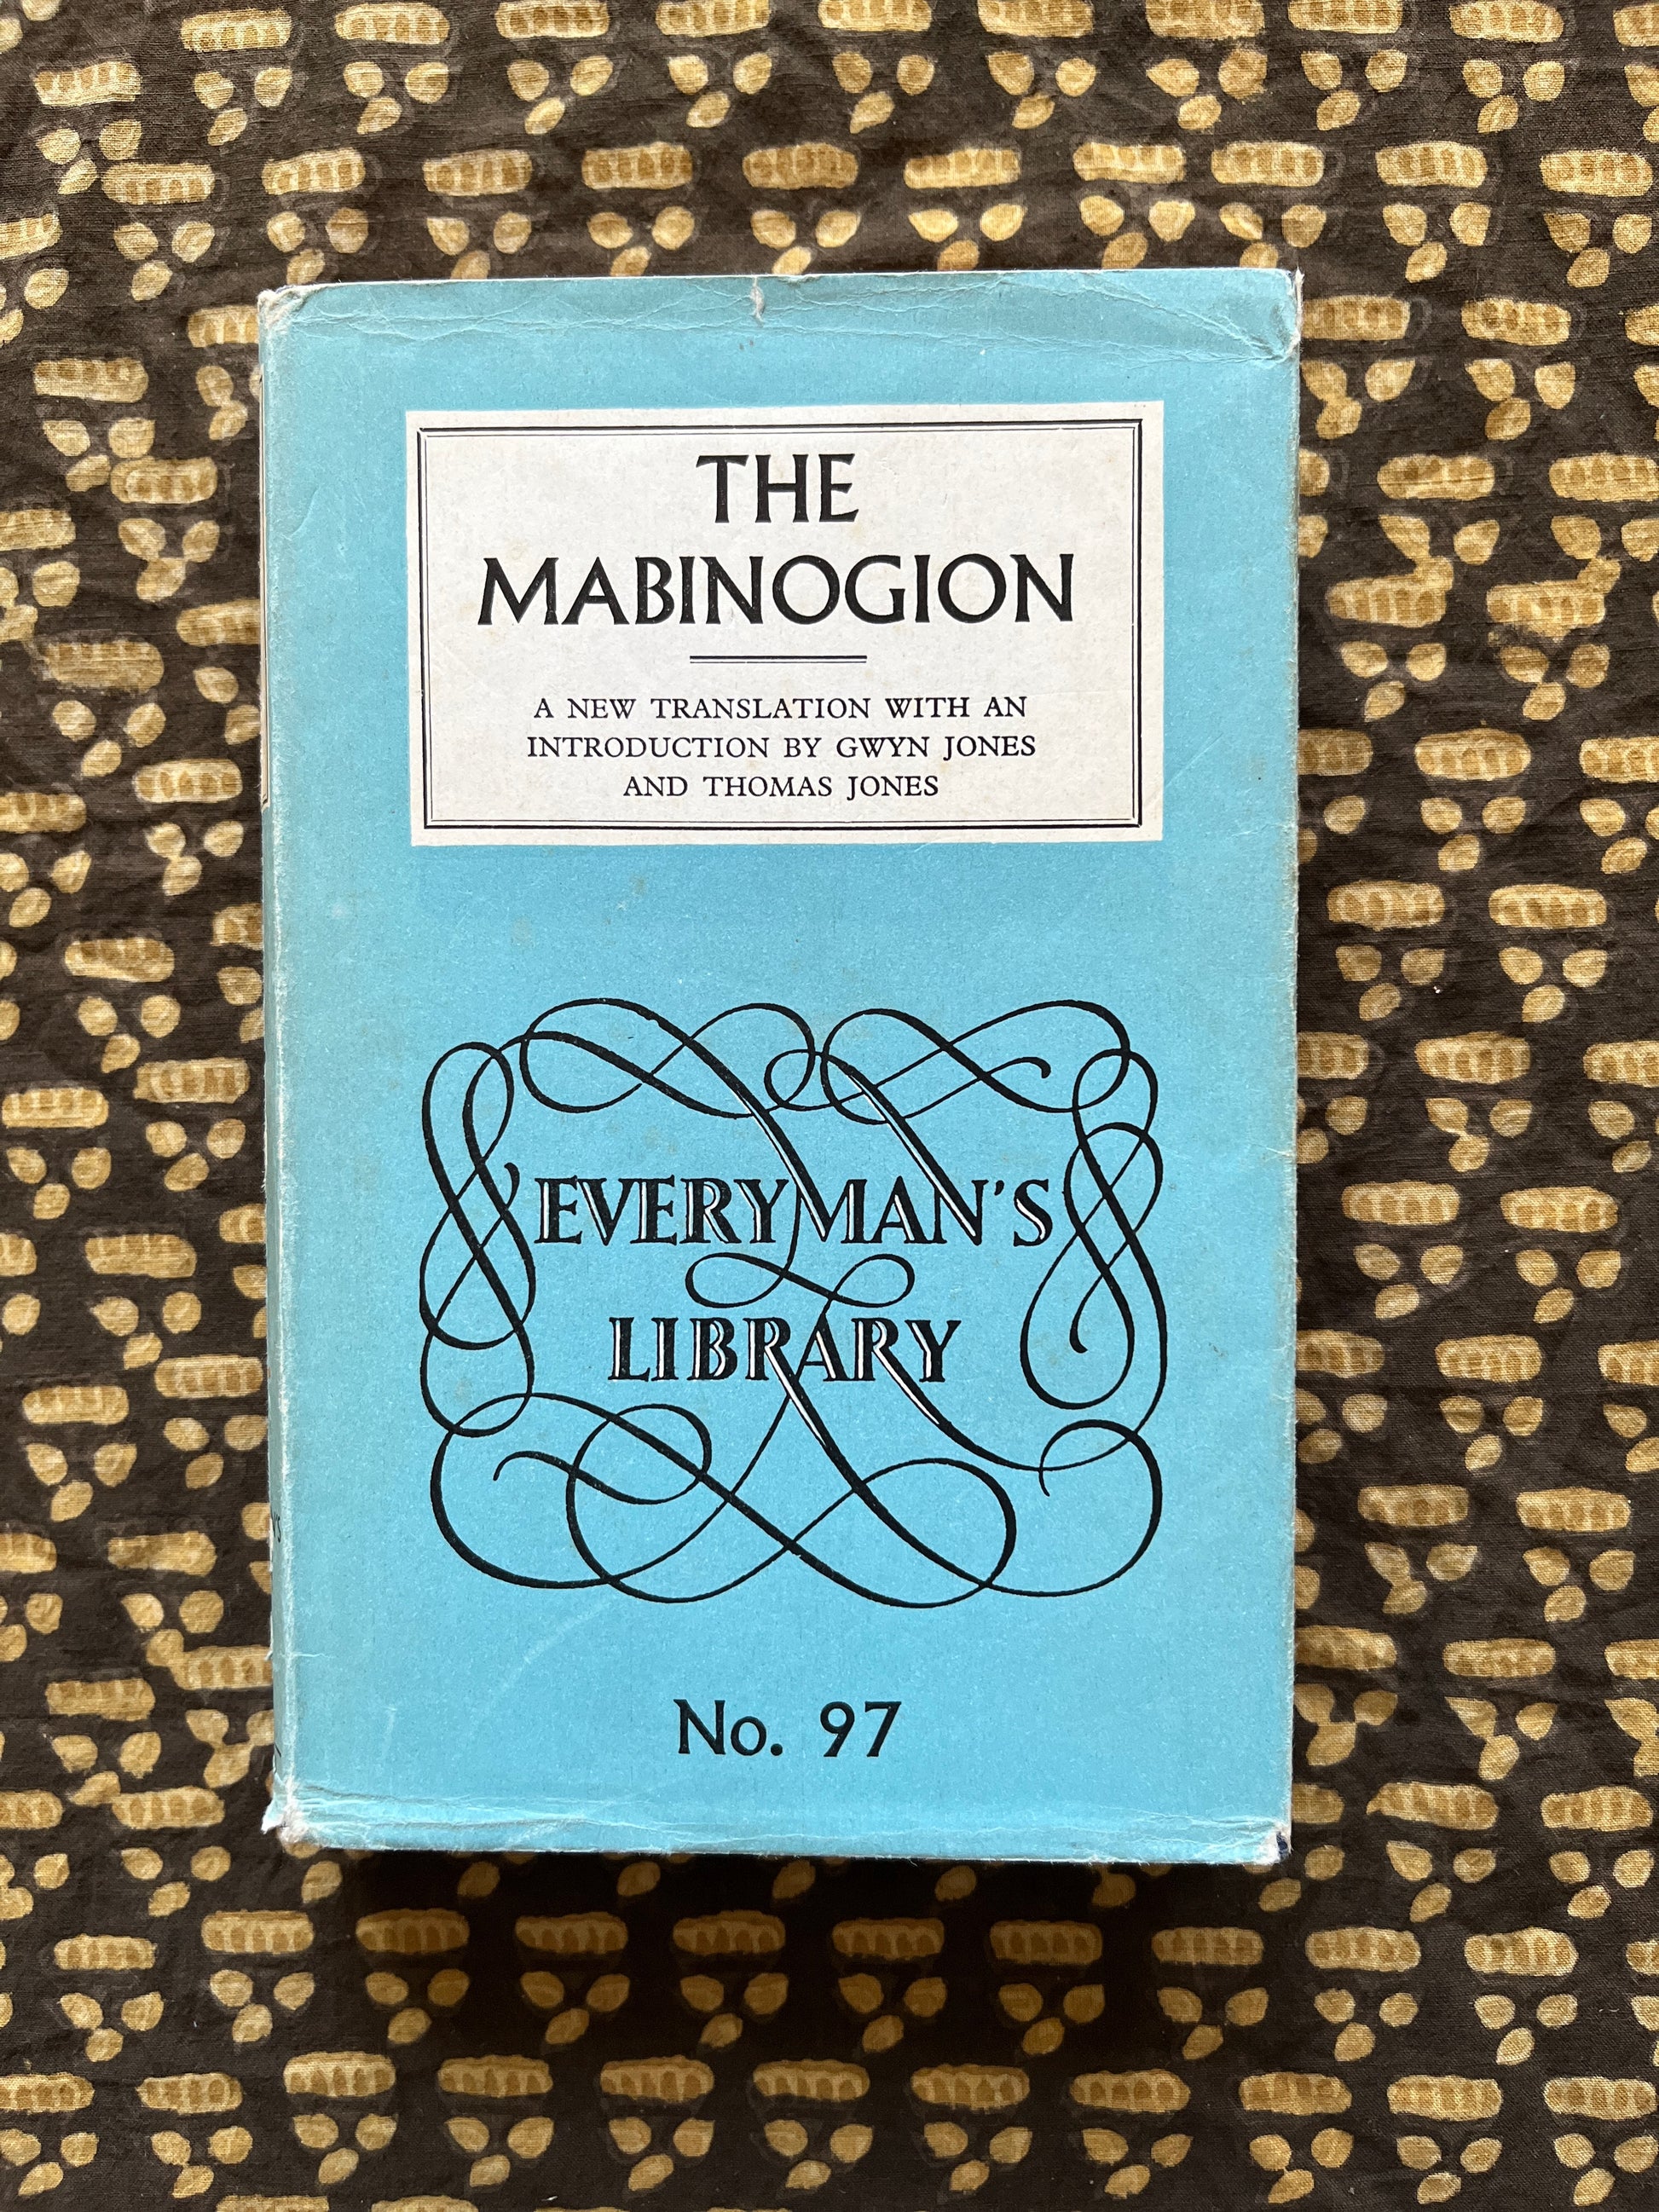 THE
MABINOGION
A NEW TRANSLATION WITH AN
INTRODUCTION BY GWYN JONES
AND THOMAS JONES
EVERYMAN'S
LIBRARY
No. 97